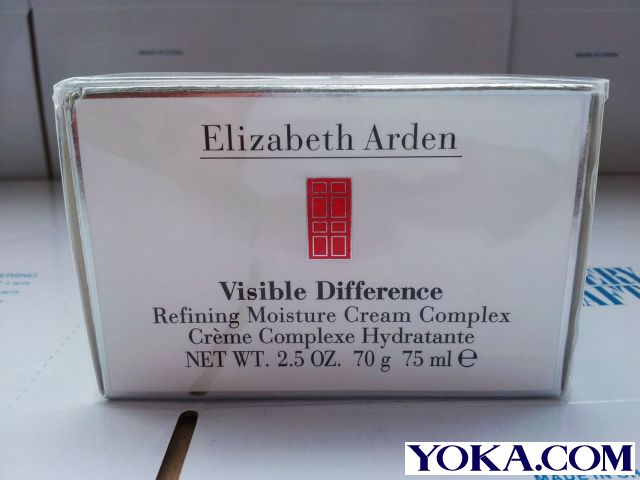 Elizabeth Arden
Visible Difference
Refining Moisture Cream Complex
Crème Complexe Hydratante
NET WT. 2.5 OZ. 70 g 75 ml ℮
YOKA.COM